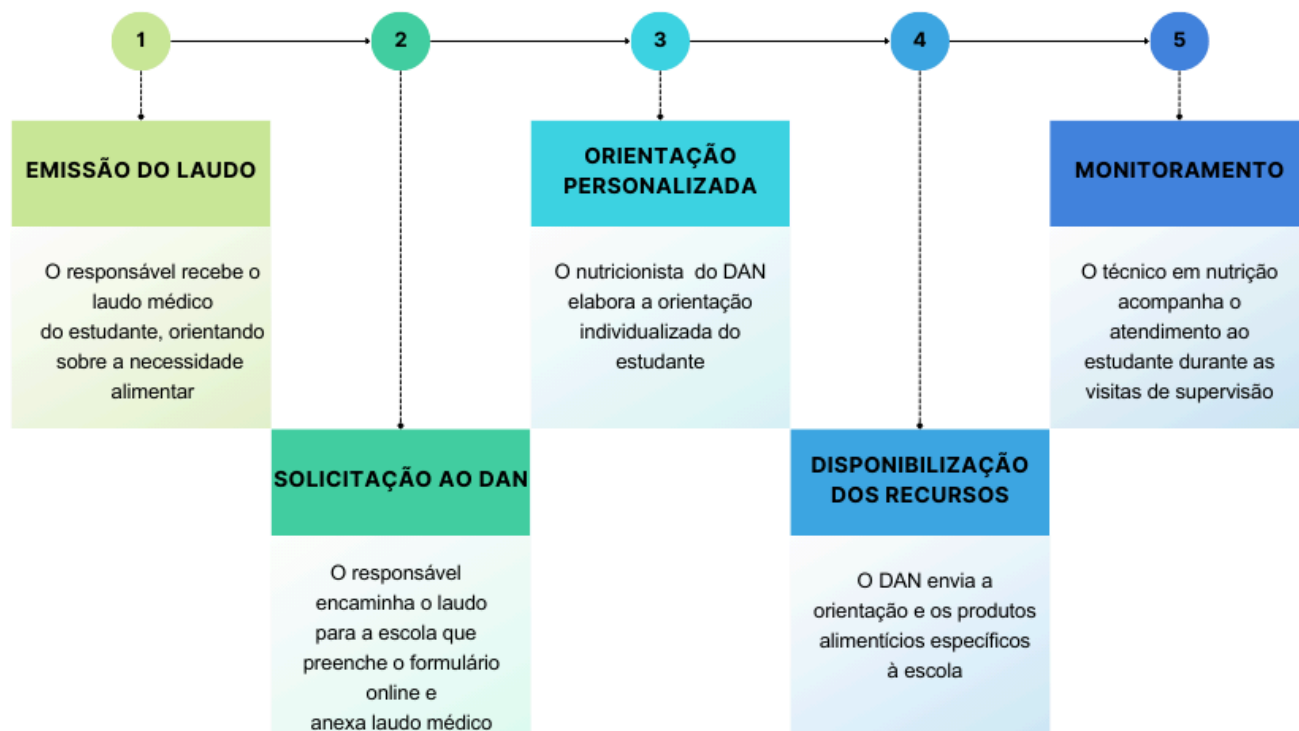 1
2
3
4
5
EMISSÃO DO LAUDO
O responsável recebe o
laudo médico
do estudante, orientando
sobre a necessidade
alimentar
SOLICITAÇÃO AO DAN
O responsável
encaminha o laudo
para a escola que
preenche o formulário
online e
anexa laudo médico
ORIENTAÇÃO
PERSONALIZADA
O nutricionista do DAN
elabora a orientação
individualizada do
estudante
DISPONIBILIZAÇÃO
DOS RECURSOS
O DAN envia a
orientação e os produtos
alimentícios específicos
à escola
MONITORAMENTO
O técnico em nutrição
acompanha o
atendimento ao
estudante durante as
visitas de supervisão